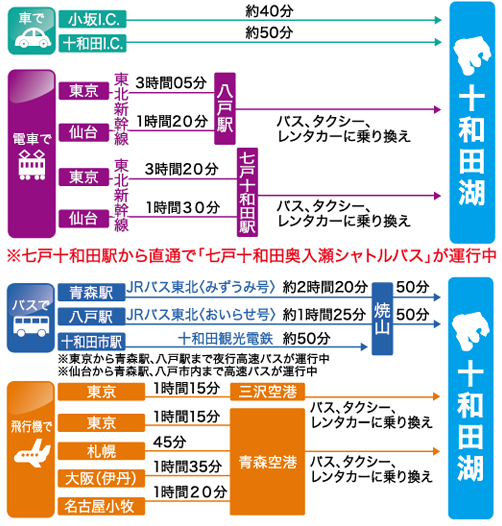 車で
小坂I.C.
約40分
十和田I.C.
約50分
十和田湖
電車で
東京
東北新幹線
3時間05分
八戸駅
仙台
1時間20分
バス、タクシー、
レンタカーに乗り換え
東京
東北新幹線
3時間20分
七戸十和田駅
仙台
1時間30分
バス、タクシー、
レンタカーに乗り換え
※七戸十和田駅から直通で「七戸十和田奥入瀬シャトルバス」が運行中
バスで
青森駅
JRバス東北〈みずうみ号〉
約2時間20分
焼山
50分
八戸駅
JRバス東北〈おいらせ号〉
約1時間25分
50分
十和田市駅
十和田観光電鉄
約50分
※東京から青森駅、八戸駅まで夜行高速バスが運行中
※仙台から青森駅、八戸市内まで高速バスが運行中
十和田湖
飛行機で
東京
1時間15分
三沢空港
バス、タクシー、
レンタカーに乗り換え
東京
1時間15分
青森空港
札幌
45分
大阪(伊丹)
1時間35分
バス、タクシー、
レンタカーに乗り換え
名古屋小牧
1時間20分